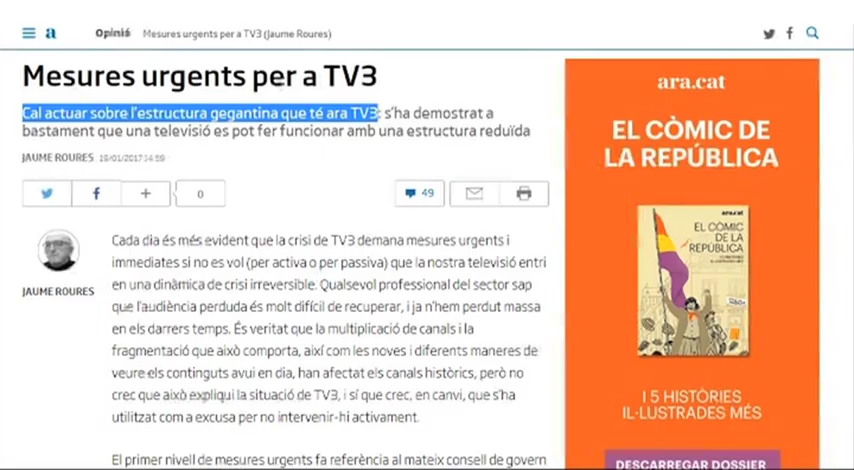 a
Opinió
Mesures urgents per a TV3 (Jaume Roures)
Mesures urgents per a TV3
Cal actuar sobre l'estructura gegantina que té ara TV3: s'ha demostrat a
bastament que una televisió es pot fer funcionar amb una estructura reduïda
JAUME ROURES 19/01/2017 14:59
0
49
JAUME ROURES
Cada dia és més evident que la crisi de TV3 demana mesures urgents i
immediates si no es vol (per activa o per passiva) que la nostra televisió entri
en una dinàmica de crisi irreversible. Qualsevol professional del sector sap
que l'audiència perduda és molt difícil de recuperar, i ja n'hem perdut massa
en els darrers temps. És veritat que la multiplicació de canals i la
fragmentació que això comporta, així com les noves i diferents maneres de
veure els continguts avui en dia, han afectat els canals històrics, però no
crec que això expliqui la situació de TV3, i sí que crec, en canvi, que s'ha
utilitzat com a excusa per no intervenir-hi activament.
El primer nivell de mesures urgents fa referència al mateix consell de govern
ara.cat
EL CÒMIC DE
LA REPÚBLICA
ara.cat
EL CÒMIC
DE LA
REPÚBLICA
I 5 HISTÒRIES
IL·LUSTRADES MÉS
DESCARREGAR DOSSIER